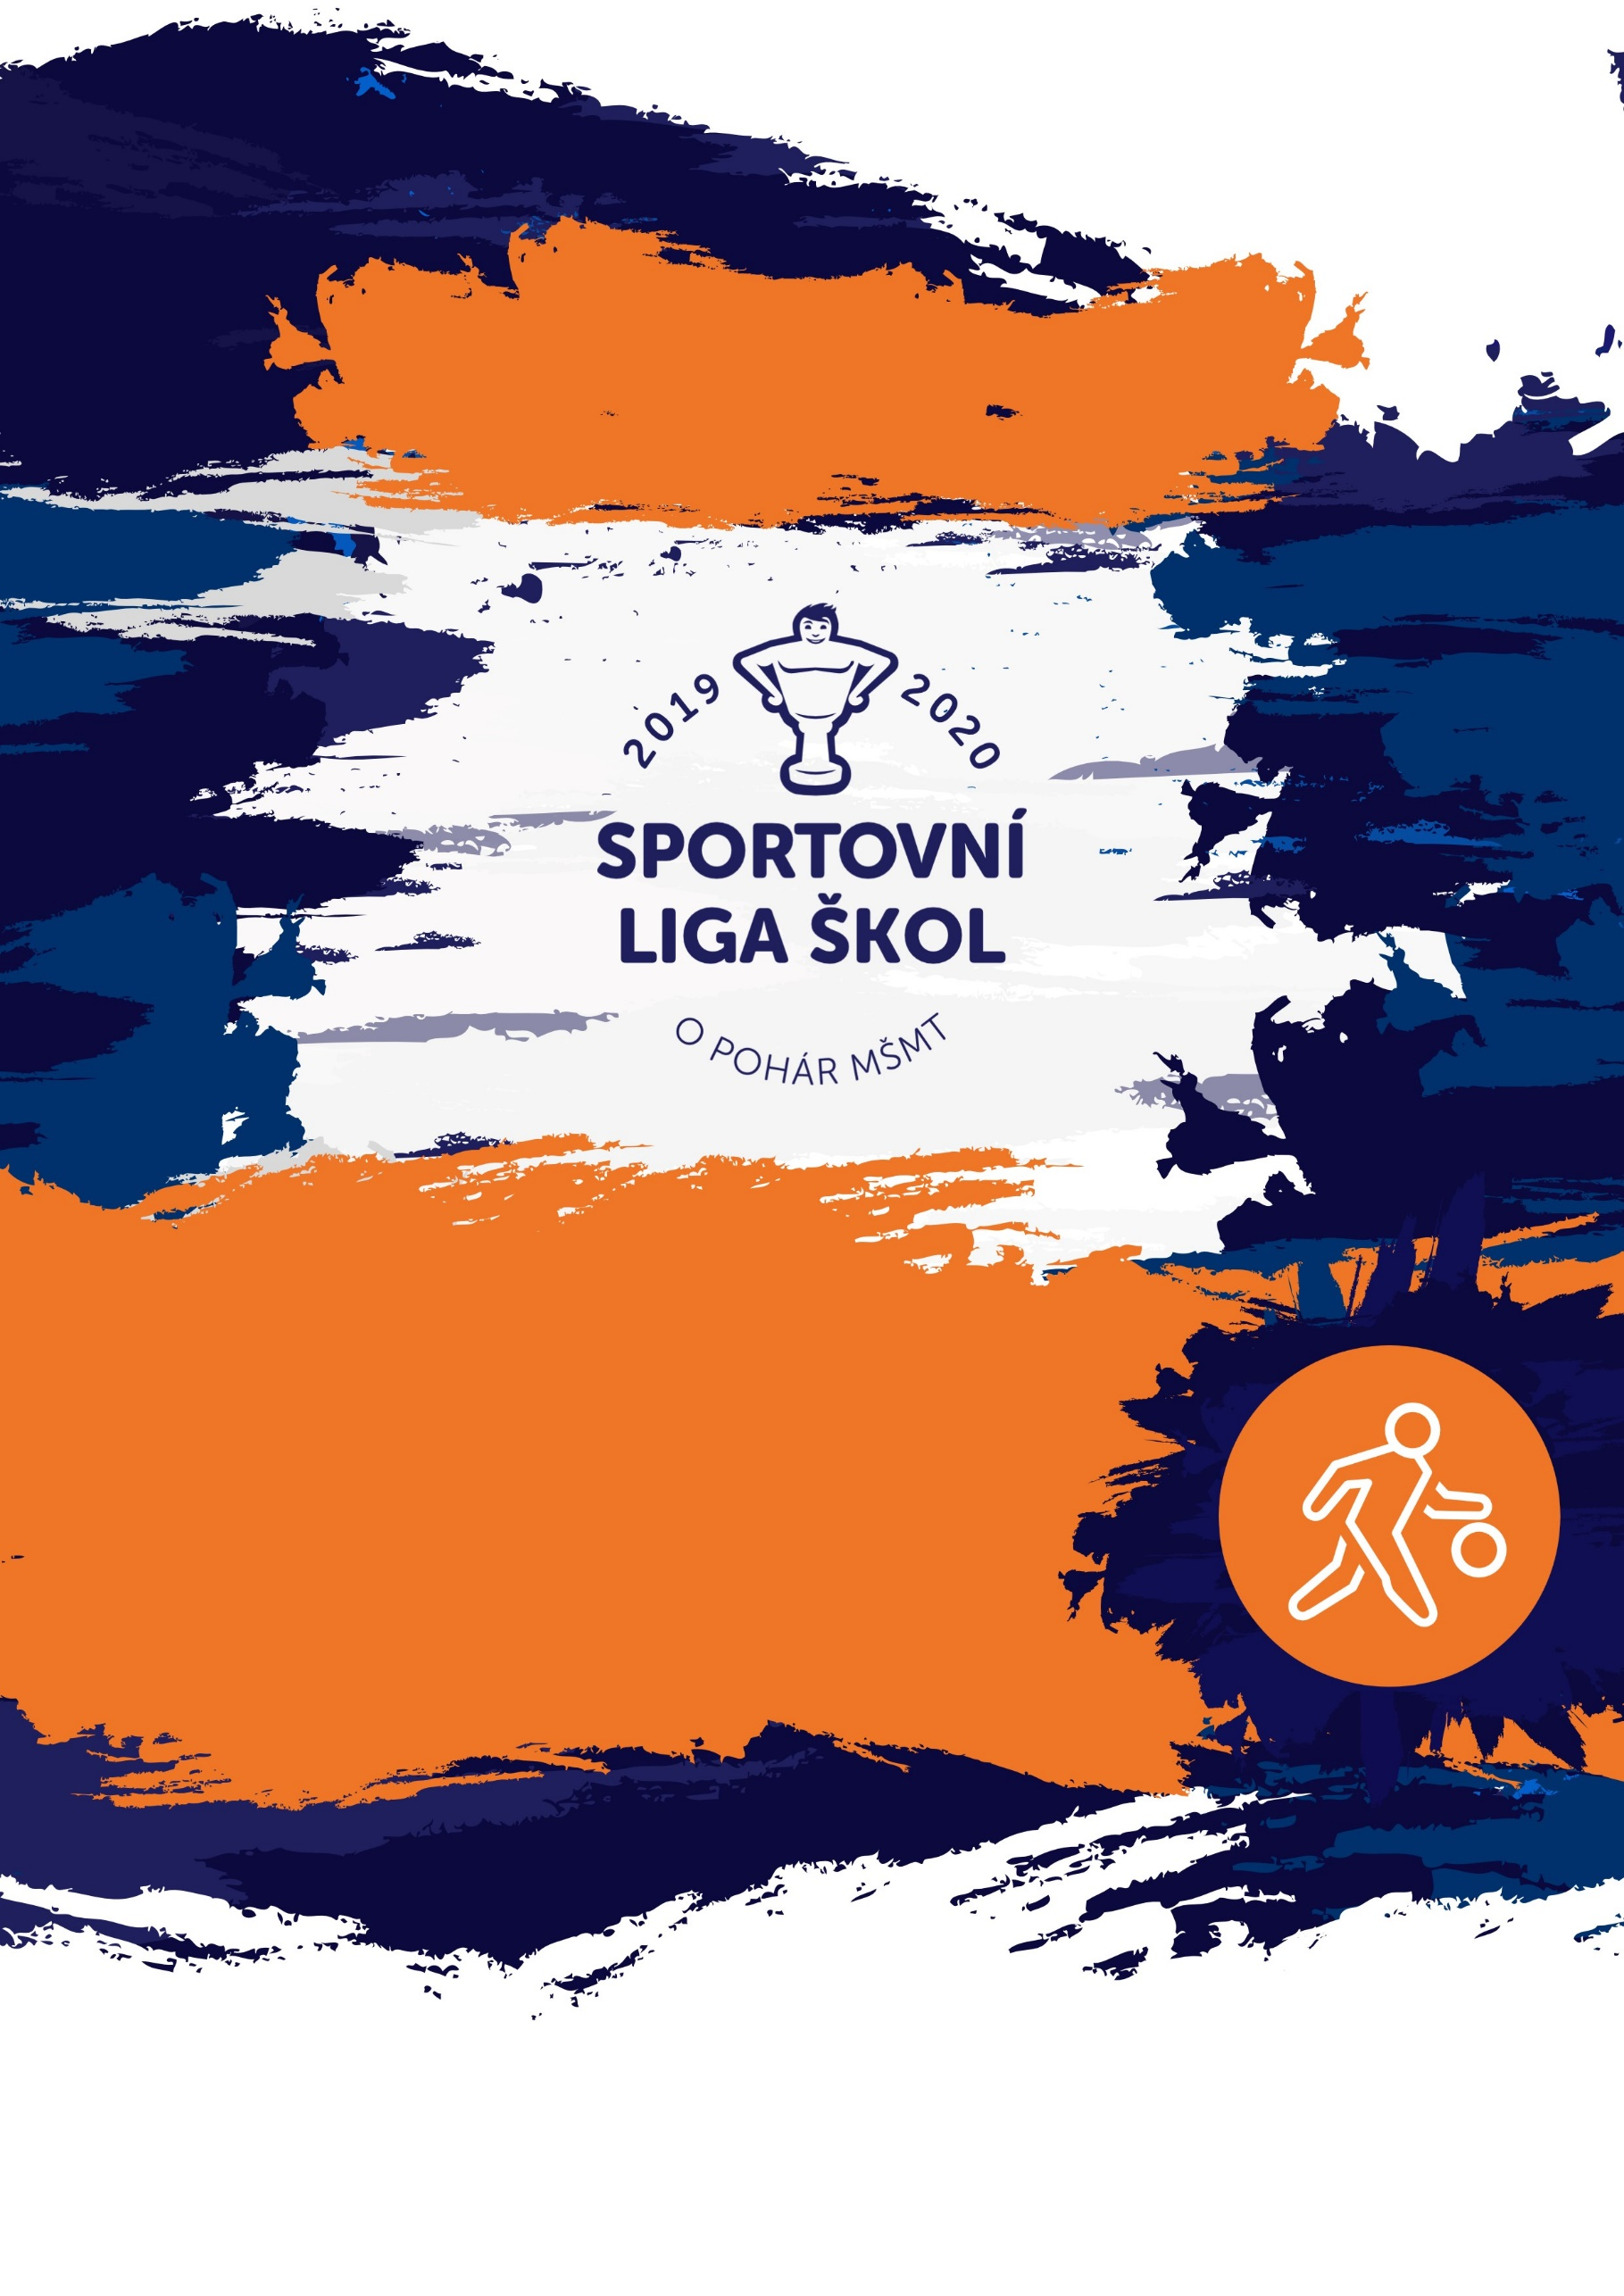 2019 2020
SPORTOVNÍ
LIGA ŠKOL
O POHÁR MŠMT